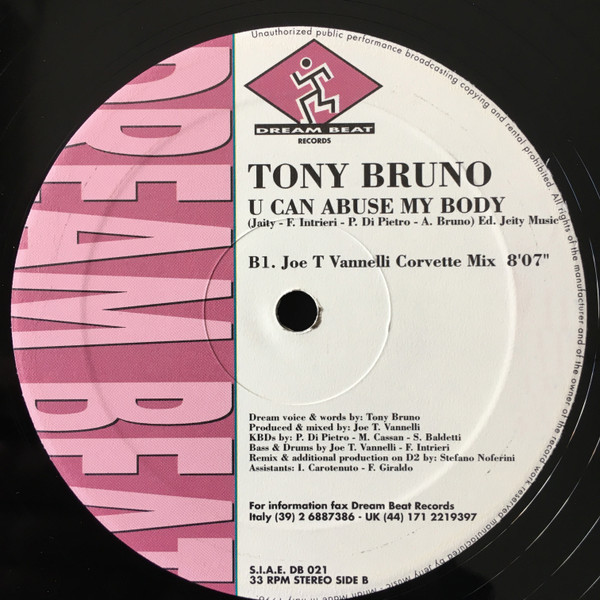 Unauthorized public performance broadcasting copying and rental prohibited. All rights of the manufacturer and of the owner of the record work reserved
DREAM BEAT
DREAM BEAT
RECORDS
TONY BRUNO
U CAN ABUSE MY BODY
(Jaity - F. Intrieri - P. Di Pietro - A. Bruno) Ed. Jeity Music
B1. Joe T Vannelli Corvette Mix 8'07"
Dream voice & words by: Tony Bruno
Produced & mixed by: Joe T. Vannelli
KBDs by: P. Di Pietro - M. Cassan - S. Baldetti
Bass & Drums by Joe T. Vannelli - F. Intrieri
Remix & additional production on D2 by: Stefano Noferini
Assistants: I. Carotenuto - F. Giraldo
For information fax Dream Beat Records
Italy (39) 2 6887386 - UK (44) 171 2219397
S.I.A.E. DB 021
33 RPM STEREO SIDE B